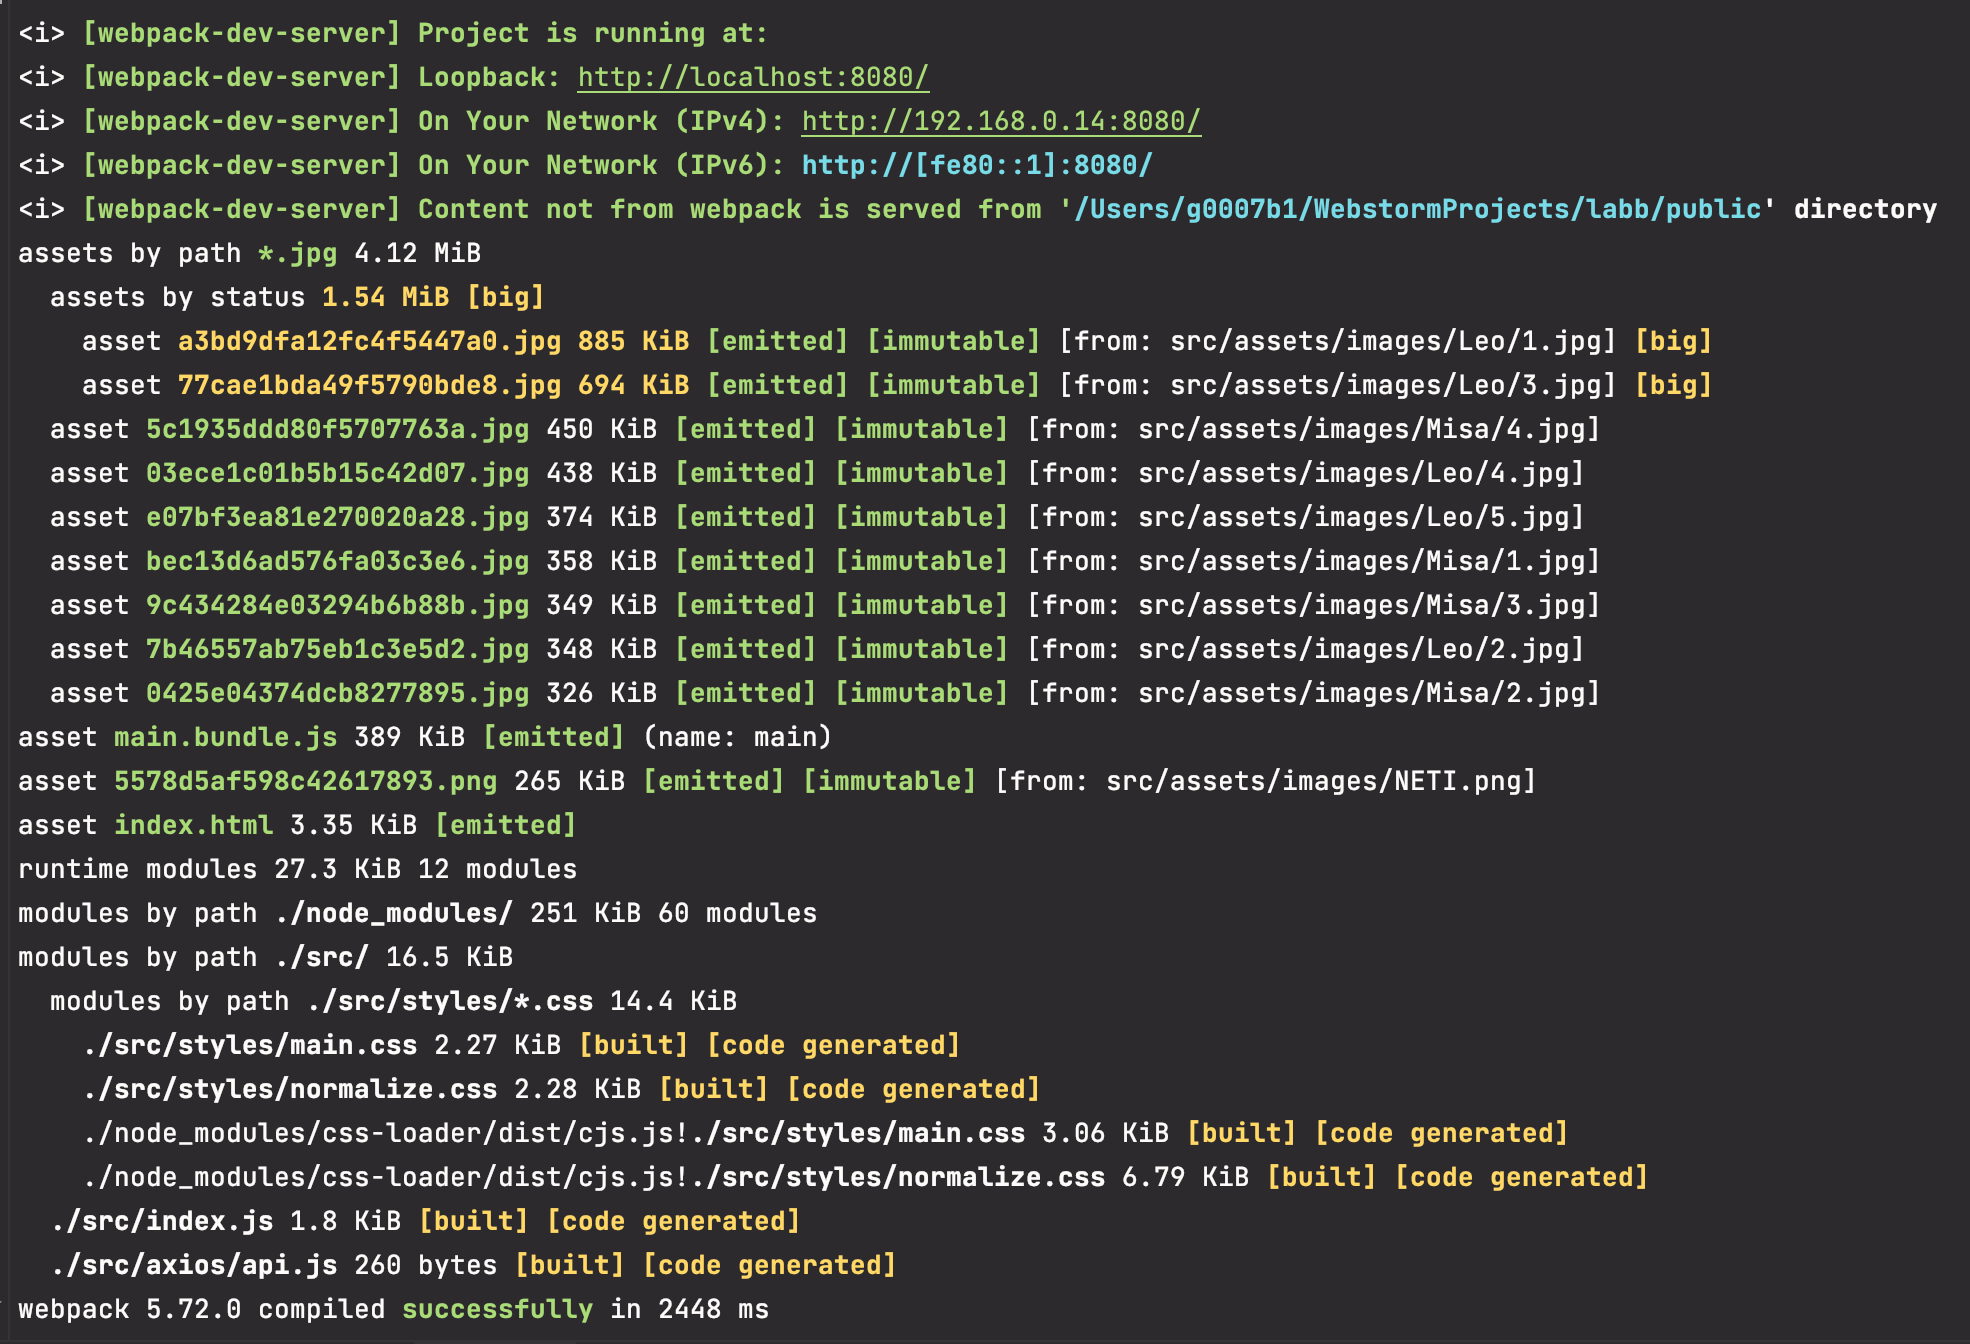 <i> [webpack-dev-server] Project is running at:
<i> [webpack-dev-server] Loopback: http://localhost:8080/
<i> [webpack-dev-server] On Your Network (IPv4): http://192.168.0.14:8080/
<i> [webpack-dev-server] On Your Network (IPv6): http://[fe80::1]:8080/
<i> [webpack-dev-server] Content not from webpack is served from '/Users/g0007b1/WebstormProjects/labb/public' directory
assets by path *.jpg 4.12 MiB
  assets by status 1.54 MiB [big]
    asset a3bd9dfa12fc4f5447a0.jpg 885 KiB [emitted] [immutable] [from: src/assets/images/Leo/1.jpg] [big]
    asset 77cae1bda49f5790bde8.jpg 694 KiB [emitted] [immutable] [from: src/assets/images/Leo/3.jpg] [big]
  asset 5c1935ddd80f5707763a.jpg 450 KiB [emitted] [immutable] [from: src/assets/images/Misa/4.jpg]
  asset 03ece1c01b5b15c42d07.jpg 438 KiB [emitted] [immutable] [from: src/assets/images/Leo/4.jpg]
  asset e07bf3ea81e270020a28.jpg 374 KiB [emitted] [immutable] [from: src/assets/images/Leo/5.jpg]
  asset bec13d6ad576fa03c3e6.jpg 358 KiB [emitted] [immutable] [from: src/assets/images/Misa/1.jpg]
  asset 9c434284e03294b6b88b.jpg 349 KiB [emitted] [immutable] [from: src/assets/images/Misa/3.jpg]
  asset 7b46557ab75eb1c3e5d2.jpg 348 KiB [emitted] [immutable] [from: src/assets/images/Leo/2.jpg]
  asset 0425e04374dcb8277895.jpg 326 KiB [emitted] [immutable] [from: src/assets/images/Misa/2.jpg]
asset main.bundle.js 389 KiB [emitted] (name: main)
asset 5578d5af598c42617893.png 265 KiB [emitted] [immutable] [from: src/assets/images/NETI.png]
asset index.html 3.35 KiB [emitted]
runtime modules 27.3 KiB 12 modules
modules by path ./node_modules/ 251 KiB 60 modules
modules by path ./src/ 16.5 KiB
  modules by path ./src/styles/*.css 14.4 KiB
    ./src/styles/main.css 2.27 KiB [built] [code generated]
    ./src/styles/normalize.css 2.28 KiB [built] [code generated]
    ./node_modules/css-loader/dist/cjs.js!./src/styles/main.css 3.06 KiB [built] [code generated]
    ./node_modules/css-loader/dist/cjs.js!./src/styles/normalize.css 6.79 KiB [built] [code generated]
  ./src/index.js 1.8 KiB [built] [code generated]
  ./src/axios/api.js 260 bytes [built] [code generated]
webpack 5.72.0 compiled successfully in 2448 ms